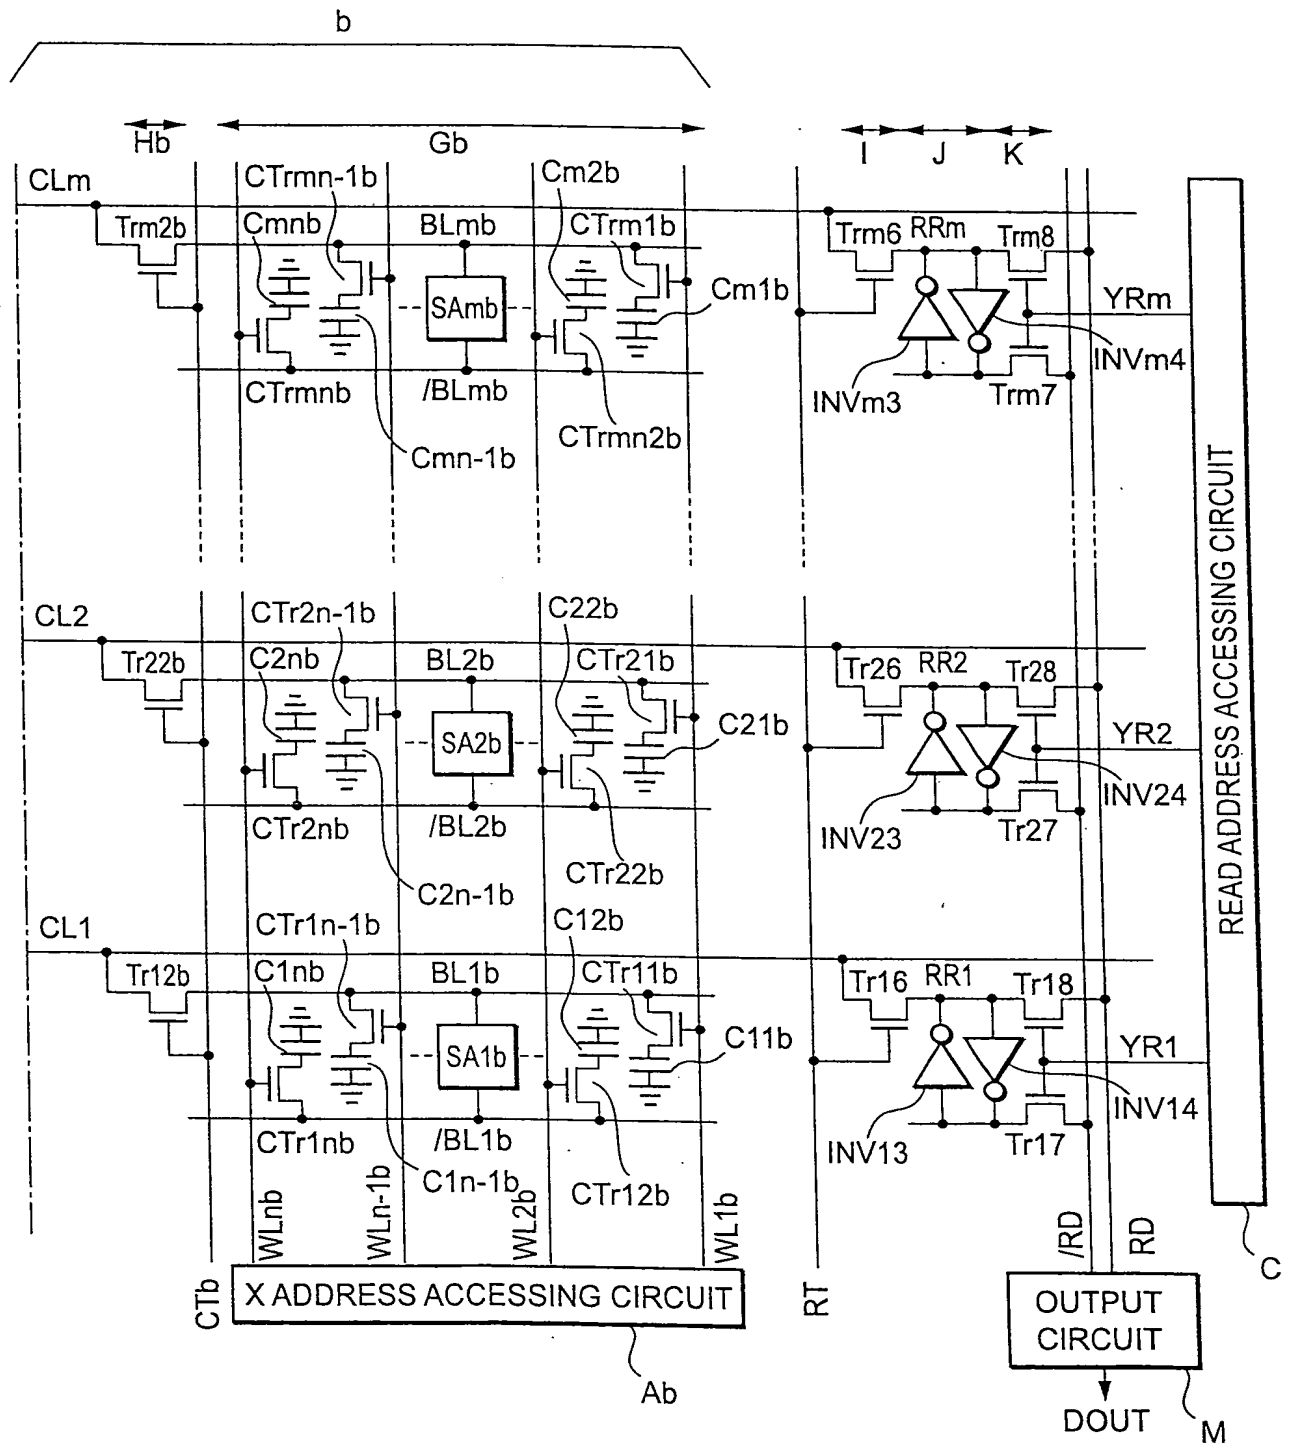 b
Hb
Gb
I
J
K
CLm
CTrmn-1b
Cm2b
Trm2b
Cmnb
BLmb
CTrm1b
Trm6
RRm
Trm8
SAmb
Cm1b
YRm
CTrmnb
/BLmb
INVm3
Trm7
INVm4
CTrmn2b
Cmn-1b
READ ADDRESS ACCESSING CIRCUIT
CL2
CTr2n-1b
C22b
Tr22b
C2nb
BL2b
CTr21b
Tr26
RR2
Tr28
SA2b
C21b
YR2
INV24
CTr2nb
/BL2b
INV23
Tr27
CTr22b
C2n-1b
CL1
CTr1n-1b
C12b
Tr12b
C1nb
BL1b
CTr11b
Tr16
RR1
Tr18
SA1b
C11b
YR1
INV14
CTr1nb
/BL1b
INV13
Tr17
C1n-1b
CTr12b
CTb
WLnb
WLn-1b
WL2b
WL1b
RT
/RD
RD
C
X ADDRESS ACCESSING CIRCUIT
OUTPUT
CIRCUIT
Ab
DOUT
M